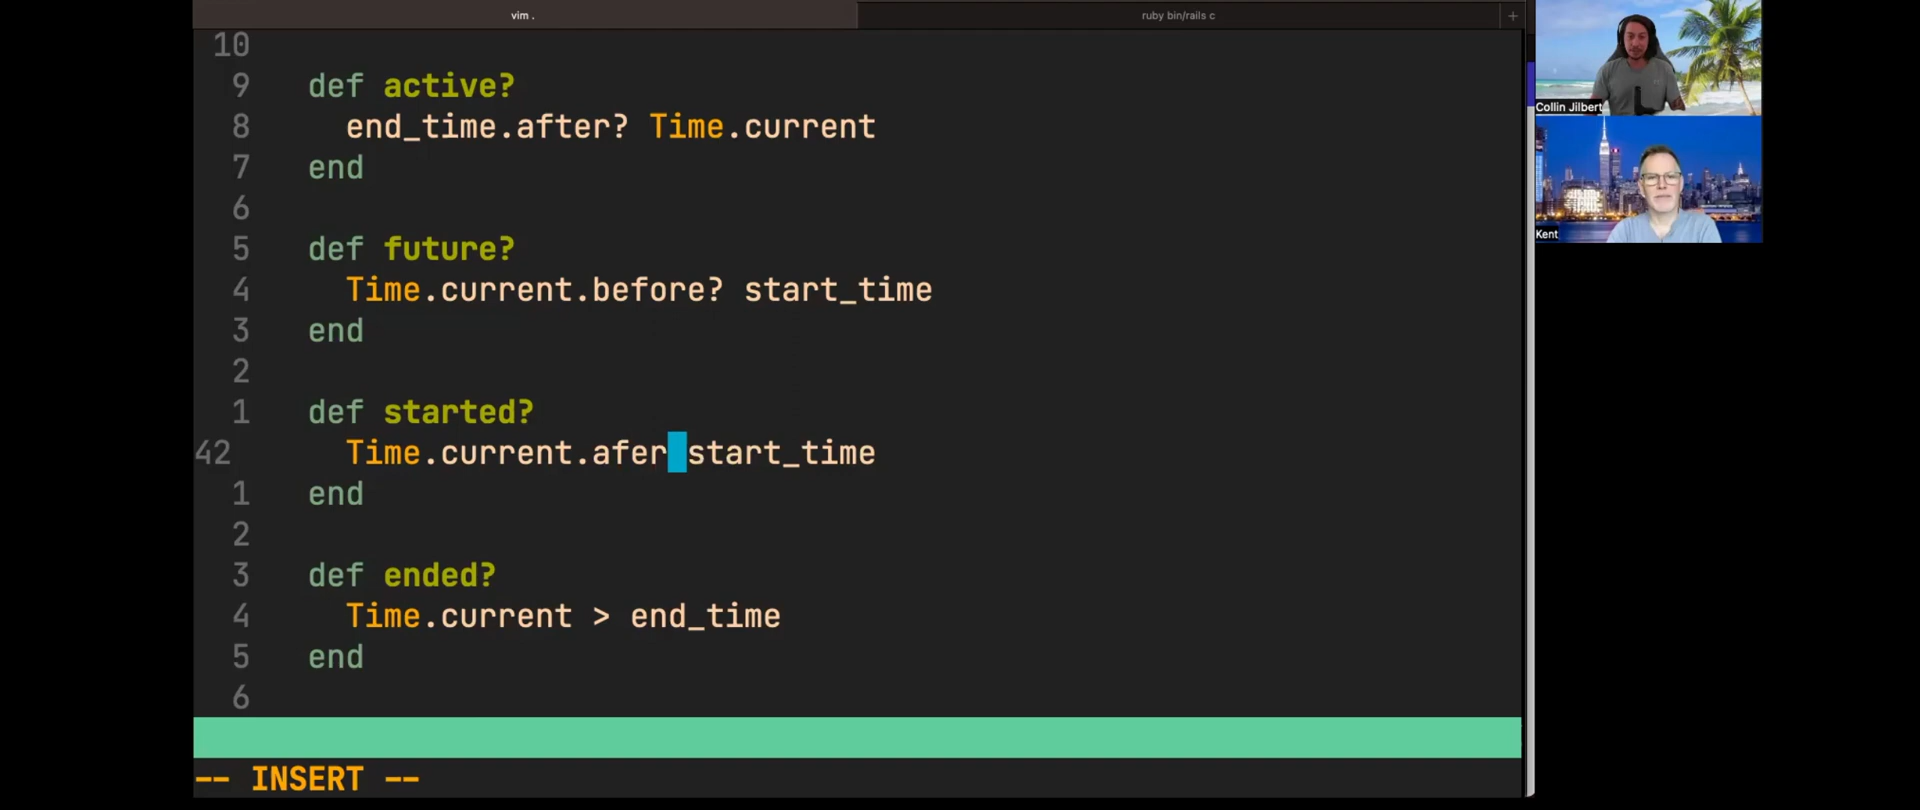 vim .
ruby bin/rails c
+
10
9 def active?
8 end_time.after? Time.current
7 end
6
5 def future?
4 Time.current.before? start_time
3 end
2
1 def started?
42 Time.current.afer start_time
1 end
2
3 def ended?
4 Time.current > end_time
5 end
6
-- INSERT --
Collin Jilbert
Kent